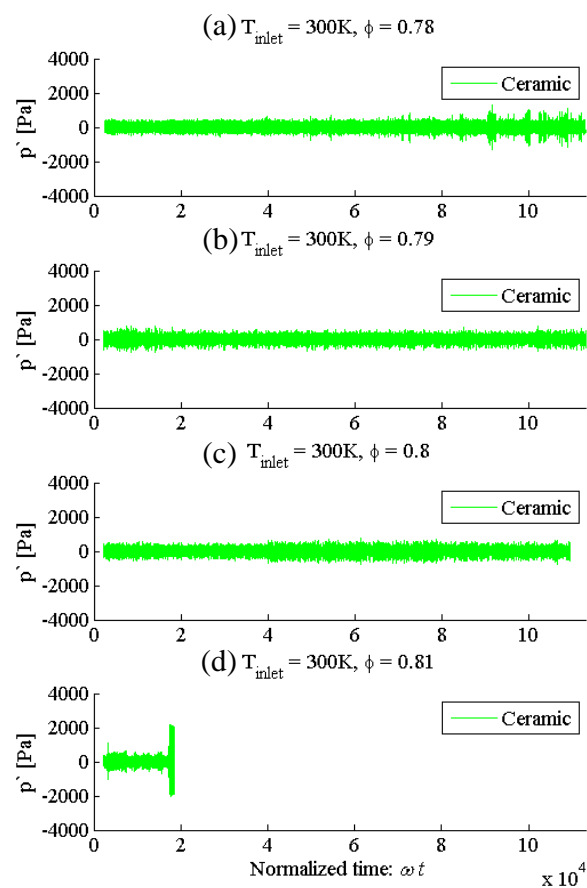 (a) T_inlet = 300K, ϕ = 0.78
4000
2000
0
-2000
-4000
p` [Pa]
Ceramic
0 2 4 6 8 10
(b) T_inlet = 300K, ϕ = 0.79
4000
2000
0
-2000
-4000
p` [Pa]
Ceramic
0 2 4 6 8 10
(c) T_inlet = 300K, ϕ = 0.8
4000
2000
0
-2000
-4000
p` [Pa]
Ceramic
0 2 4 6 8 10
(d) T_inlet = 300K, ϕ = 0.81
4000
2000
0
-2000
-4000
p` [Pa]
Ceramic
0 2 4 6 8 10
Normalized time: ωt
x 10^4